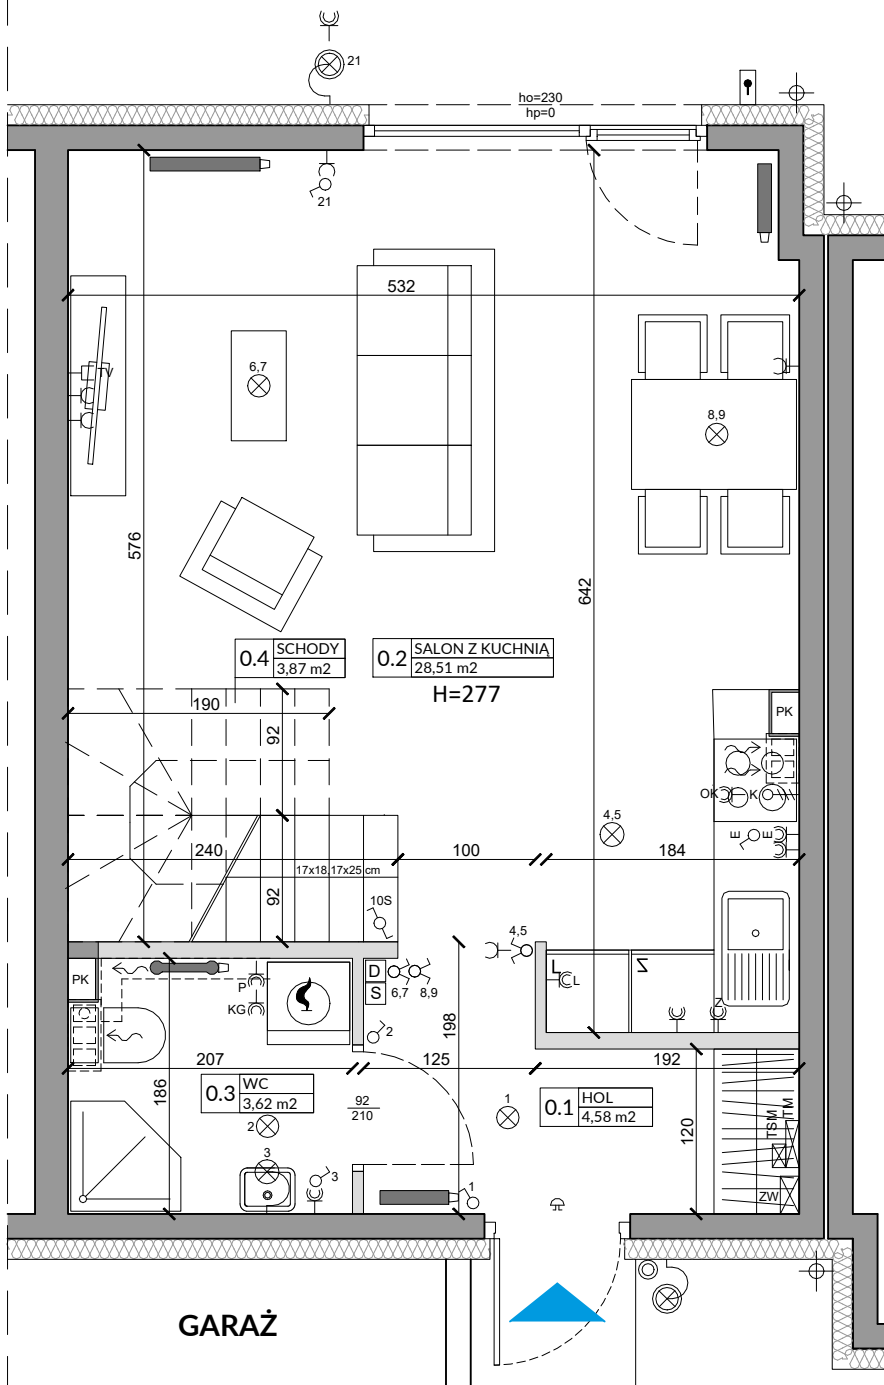 21
ho=230
hp=0
21
532
TV
6,7
8,9
576
642
0.4
SCHODY
3,87 m2
0.2
SALON Z KUCHNIĄ
28,51 m2
H=277
190
92
PK
OK
K
4,5
E
E
240
100
184
17x18,17x25 cm
92
10S
4,5
PK
P
KG
D
S
6,7
8,9
L
L
Z
Z
2
198
207
125
192
186
0.3
WC
3,62 m2
92
210
1
0.1
HOL
4,58 m2
120
TSM
TM
2
3
3
1
ZW
GARAŻ